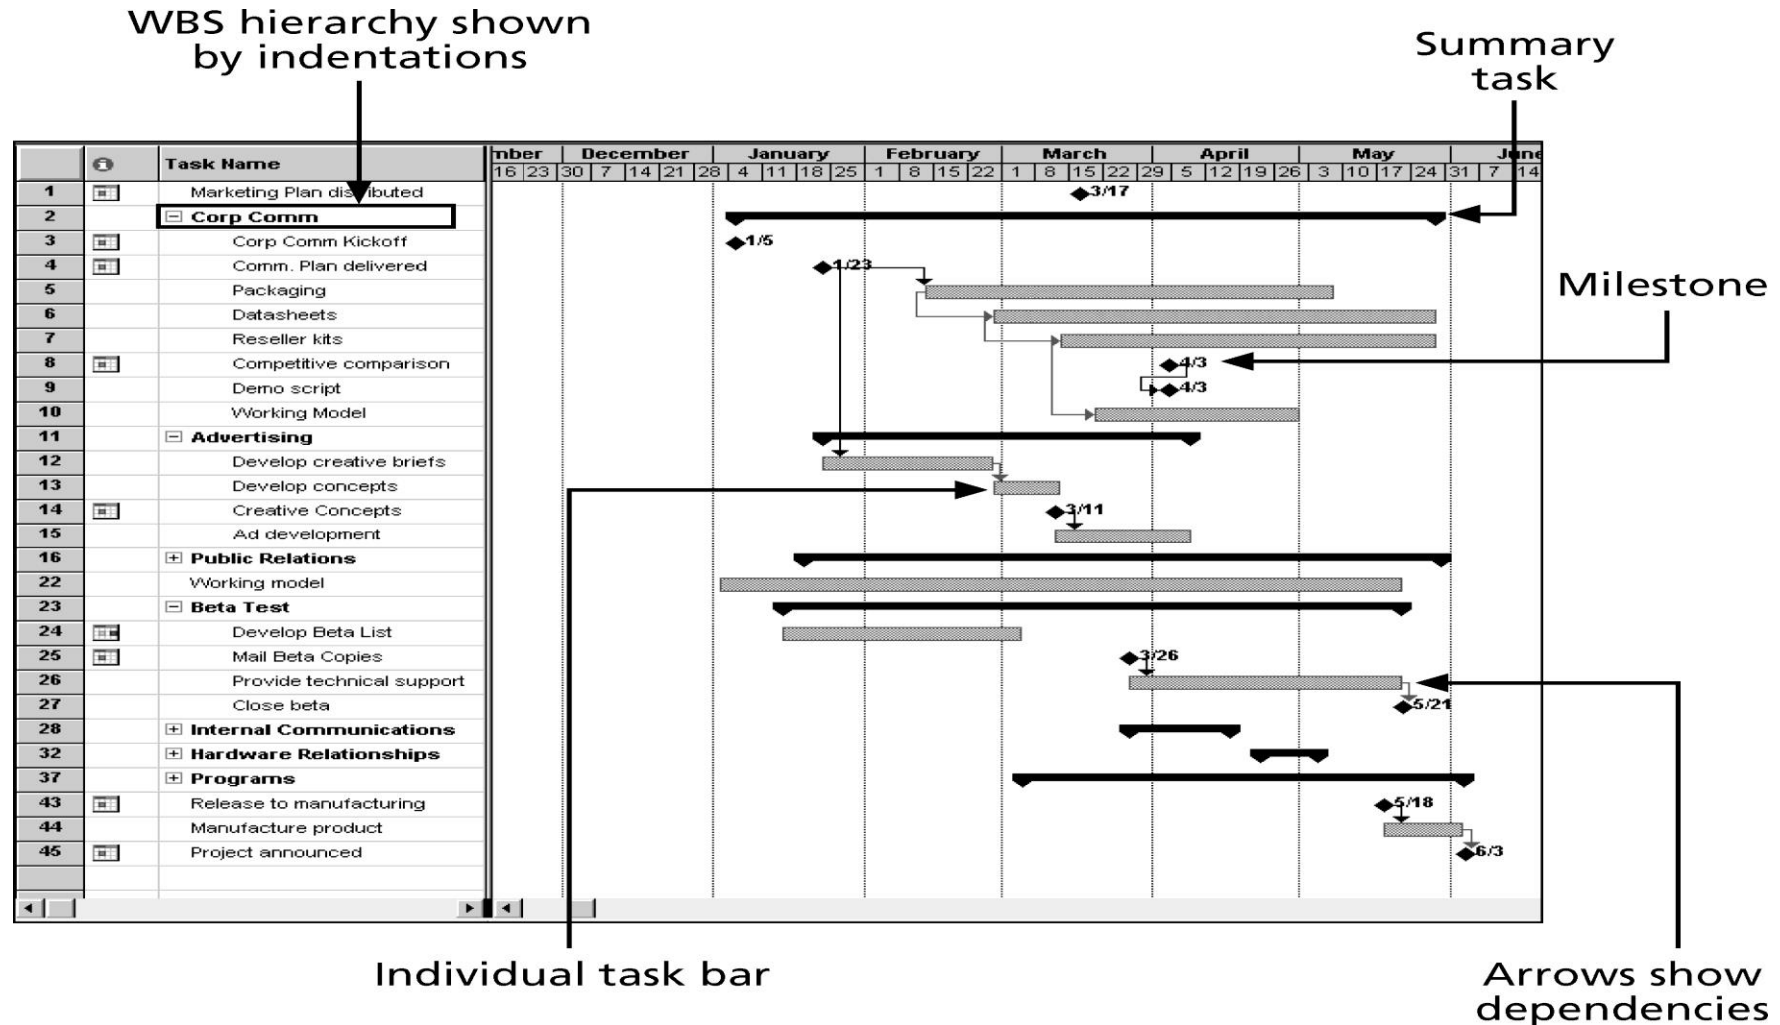 WBS hierarchy shown
by indentations
Summary
task
Task Name
mber December January February March April May June
16 23 30 7 14 21 28 4 11 18 25 1 8 15 22 1 8 15 22 29 5 12 19 26 3 10 17 24 31 7 14
1 Marketing Plan distributed 3/17
2 Corp Comm
3 Corp Comm Kickoff 1/5
4 Comm. Plan delivered 1/23
5 Packaging
Milestone
6 Datasheets
7 Reseller kits
8 Competitive comparison 4/3
9 Demo script 4/3
10 Working Model
11 Advertising
12 Develop creative briefs
13 Develop concepts
14 Creative Concepts 3/11
15 Ad development
16 Public Relations
22 Working model
23 Beta Test
24 Develop Beta List
25 Mail Beta Copies 3/26
26 Provide technical support
27 Close beta 5/21
28 Internal Communications
32 Hardware Relationships
37 Programs
43 Release to manufacturing 5/18
44 Manufacture product
45 Project announced 6/3
Individual task bar
Arrows show
dependencies